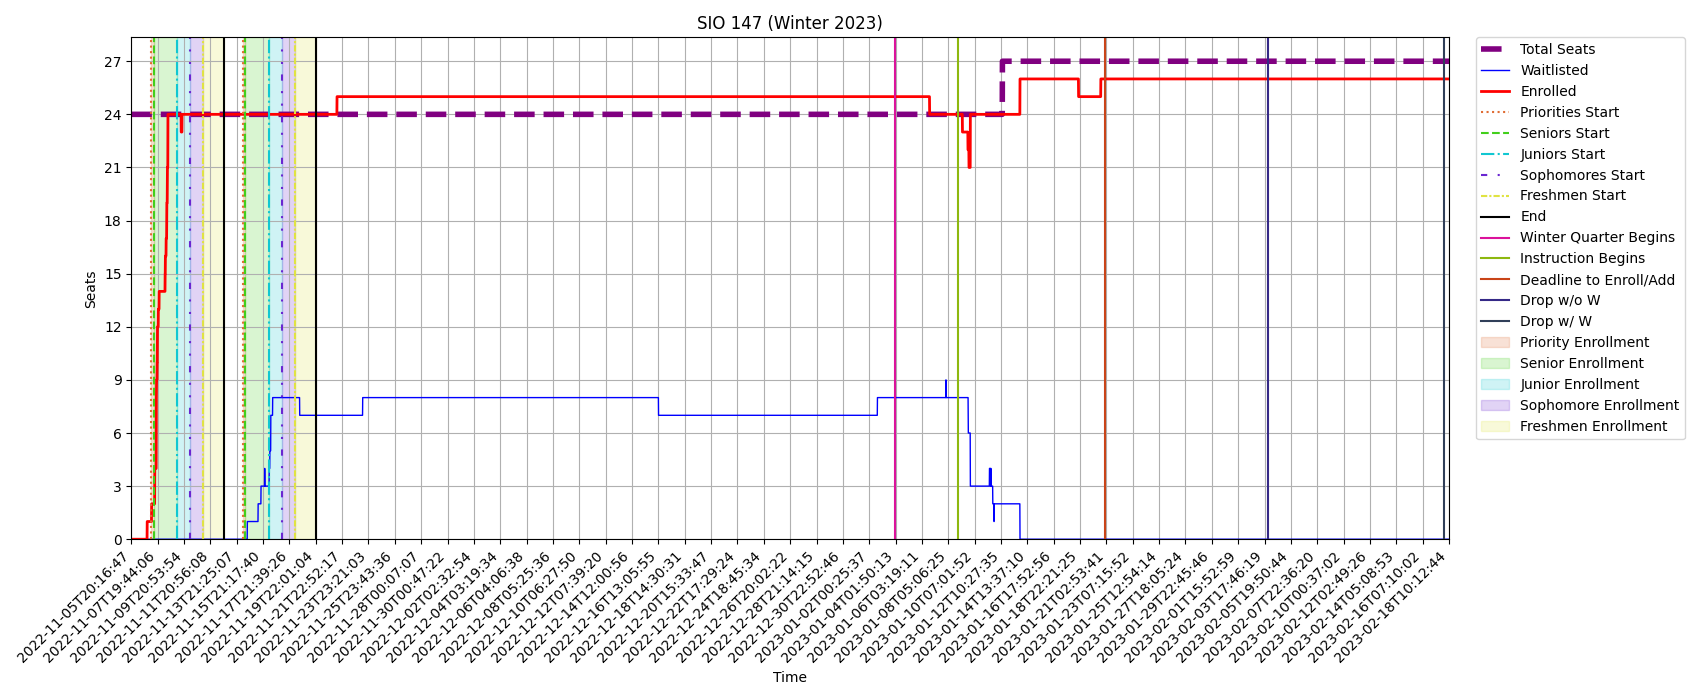 SIO 147 (Winter 2023)
Seats
27
24
21
18
15
12
9
6
3
0
2022-11-05T20:16:47
2022-11-07T19:44:06
2022-11-09T20:53:54
2022-11-11T20:56:08
2022-11-13T21:25:07
2022-11-15T21:17:40
2022-11-17T21:39:26
2022-11-19T22:01:04
2022-11-21T22:52:17
2022-11-23T23:21:03
2022-11-25T23:43:36
2022-11-28T00:07:07
2022-11-30T00:47:22
2022-12-02T02:32:54
2022-12-04T03:19:34
2022-12-06T04:06:38
2022-12-08T05:25:36
2022-12-10T06:27:50
2022-12-12T07:39:20
2022-12-14T12:00:56
2022-12-16T13:05:55
2022-12-18T14:30:31
2022-12-20T15:33:47
2022-12-22T17:29:24
2022-12-24T18:45:34
2022-12-26T20:02:22
2022-12-28T21:14:15
2022-12-30T22:52:46
2023-01-02T00:25:37
2023-01-04T01:50:13
2023-01-06T03:19:11
2023-01-08T05:06:25
2023-01-10T07:01:52
2023-01-12T10:27:35
2023-01-14T13:37:10
2023-01-16T17:52:56
2023-01-18T22:21:25
2023-01-21T02:53:41
2023-01-23T07:15:52
2023-01-25T12:54:14
2023-01-27T18:05:24
2023-01-29T22:45:46
2023-02-01T15:52:59
2023-02-03T17:46:19
2023-02-05T19:50:44
2023-02-07T22:36:20
2023-02-10T00:37:02
2023-02-12T02:49:26
2023-02-14T05:08:53
2023-02-16T07:10:02
2023-02-18T10:12:44
Time
Total Seats
Waitlisted
Enrolled
Priorities Start
Seniors Start
Juniors Start
Sophomores Start
Freshmen Start
End
Winter Quarter Begins
Instruction Begins
Deadline to Enroll/Add
Drop w/o W
Drop w/ W
Priority Enrollment
Senior Enrollment
Junior Enrollment
Sophomore Enrollment
Freshmen Enrollment